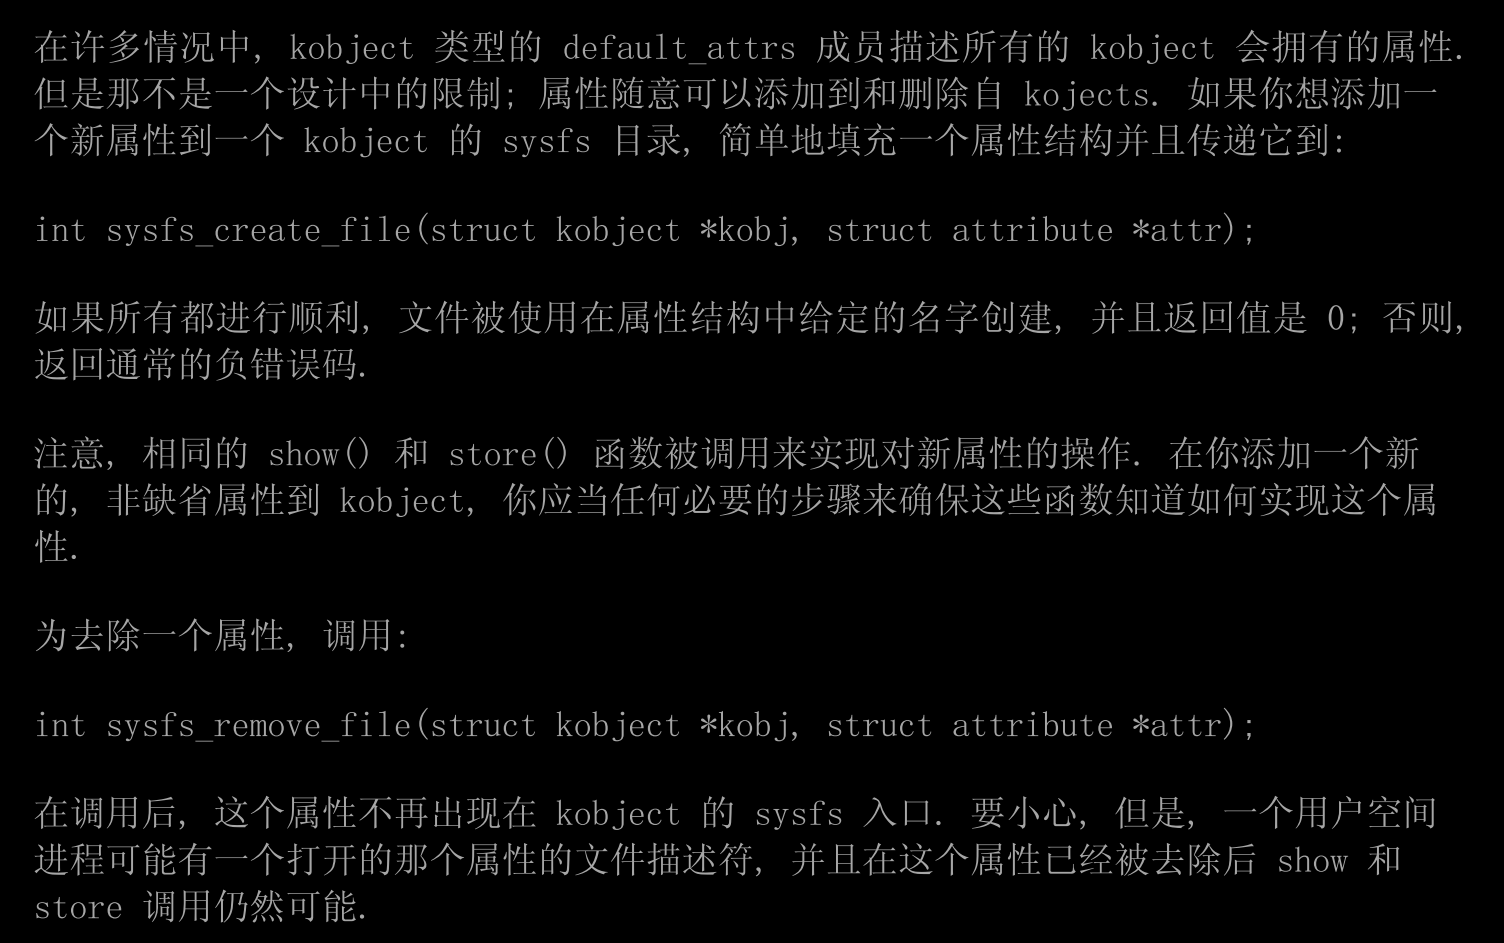 在许多情况中, kobject 类型的 default_attrs 成员描述所有的 kobject 会拥有的属性.
但是那不是一个设计中的限制; 属性随意可以添加到和删除自 kojects. 如果你想添加一
个新属性到一个 kobject 的 sysfs 目录, 简单地填充一个属性结构并且传递它到:
int sysfs_create_file(struct kobject *kobj, struct attribute *attr);
如果所有都进行顺利, 文件被使用在属性结构中给定的名字创建, 并且返回值是 0; 否则,
返回通常的负错误码.
注意, 相同的 show() 和 store() 函数被调用来实现对新属性的操作. 在你添加一个新
的, 非缺省属性到 kobject, 你应当任何必要的步骤来确保这些函数知道如何实现这个属
性.
为去除一个属性, 调用:
int sysfs_remove_file(struct kobject *kobj, struct attribute *attr);
在调用后, 这个属性不再出现在 kobject 的 sysfs 入口. 要小心, 但是, 一个用户空间
进程可能有一个打开的那个属性的文件描述符, 并且在这个属性已经被去除后 show 和
store 调用仍然可能.